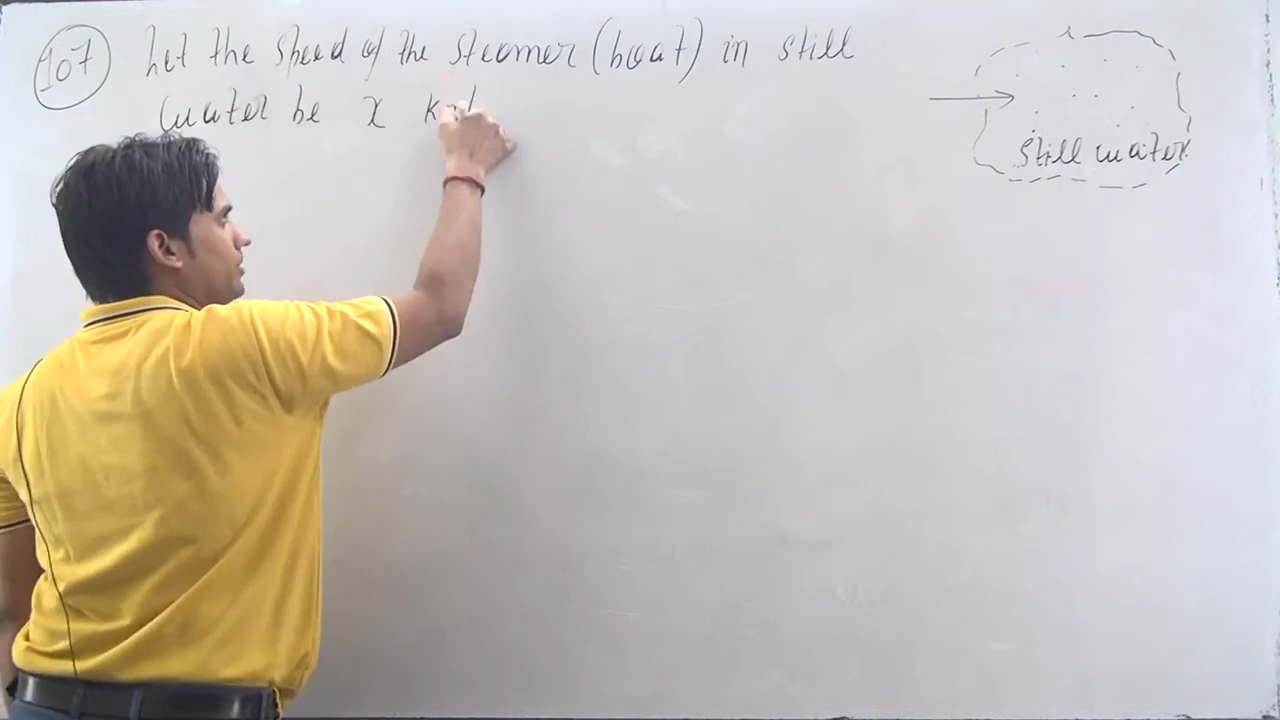 107 Let the speed of the steamer (boat) in still
water be x
still water